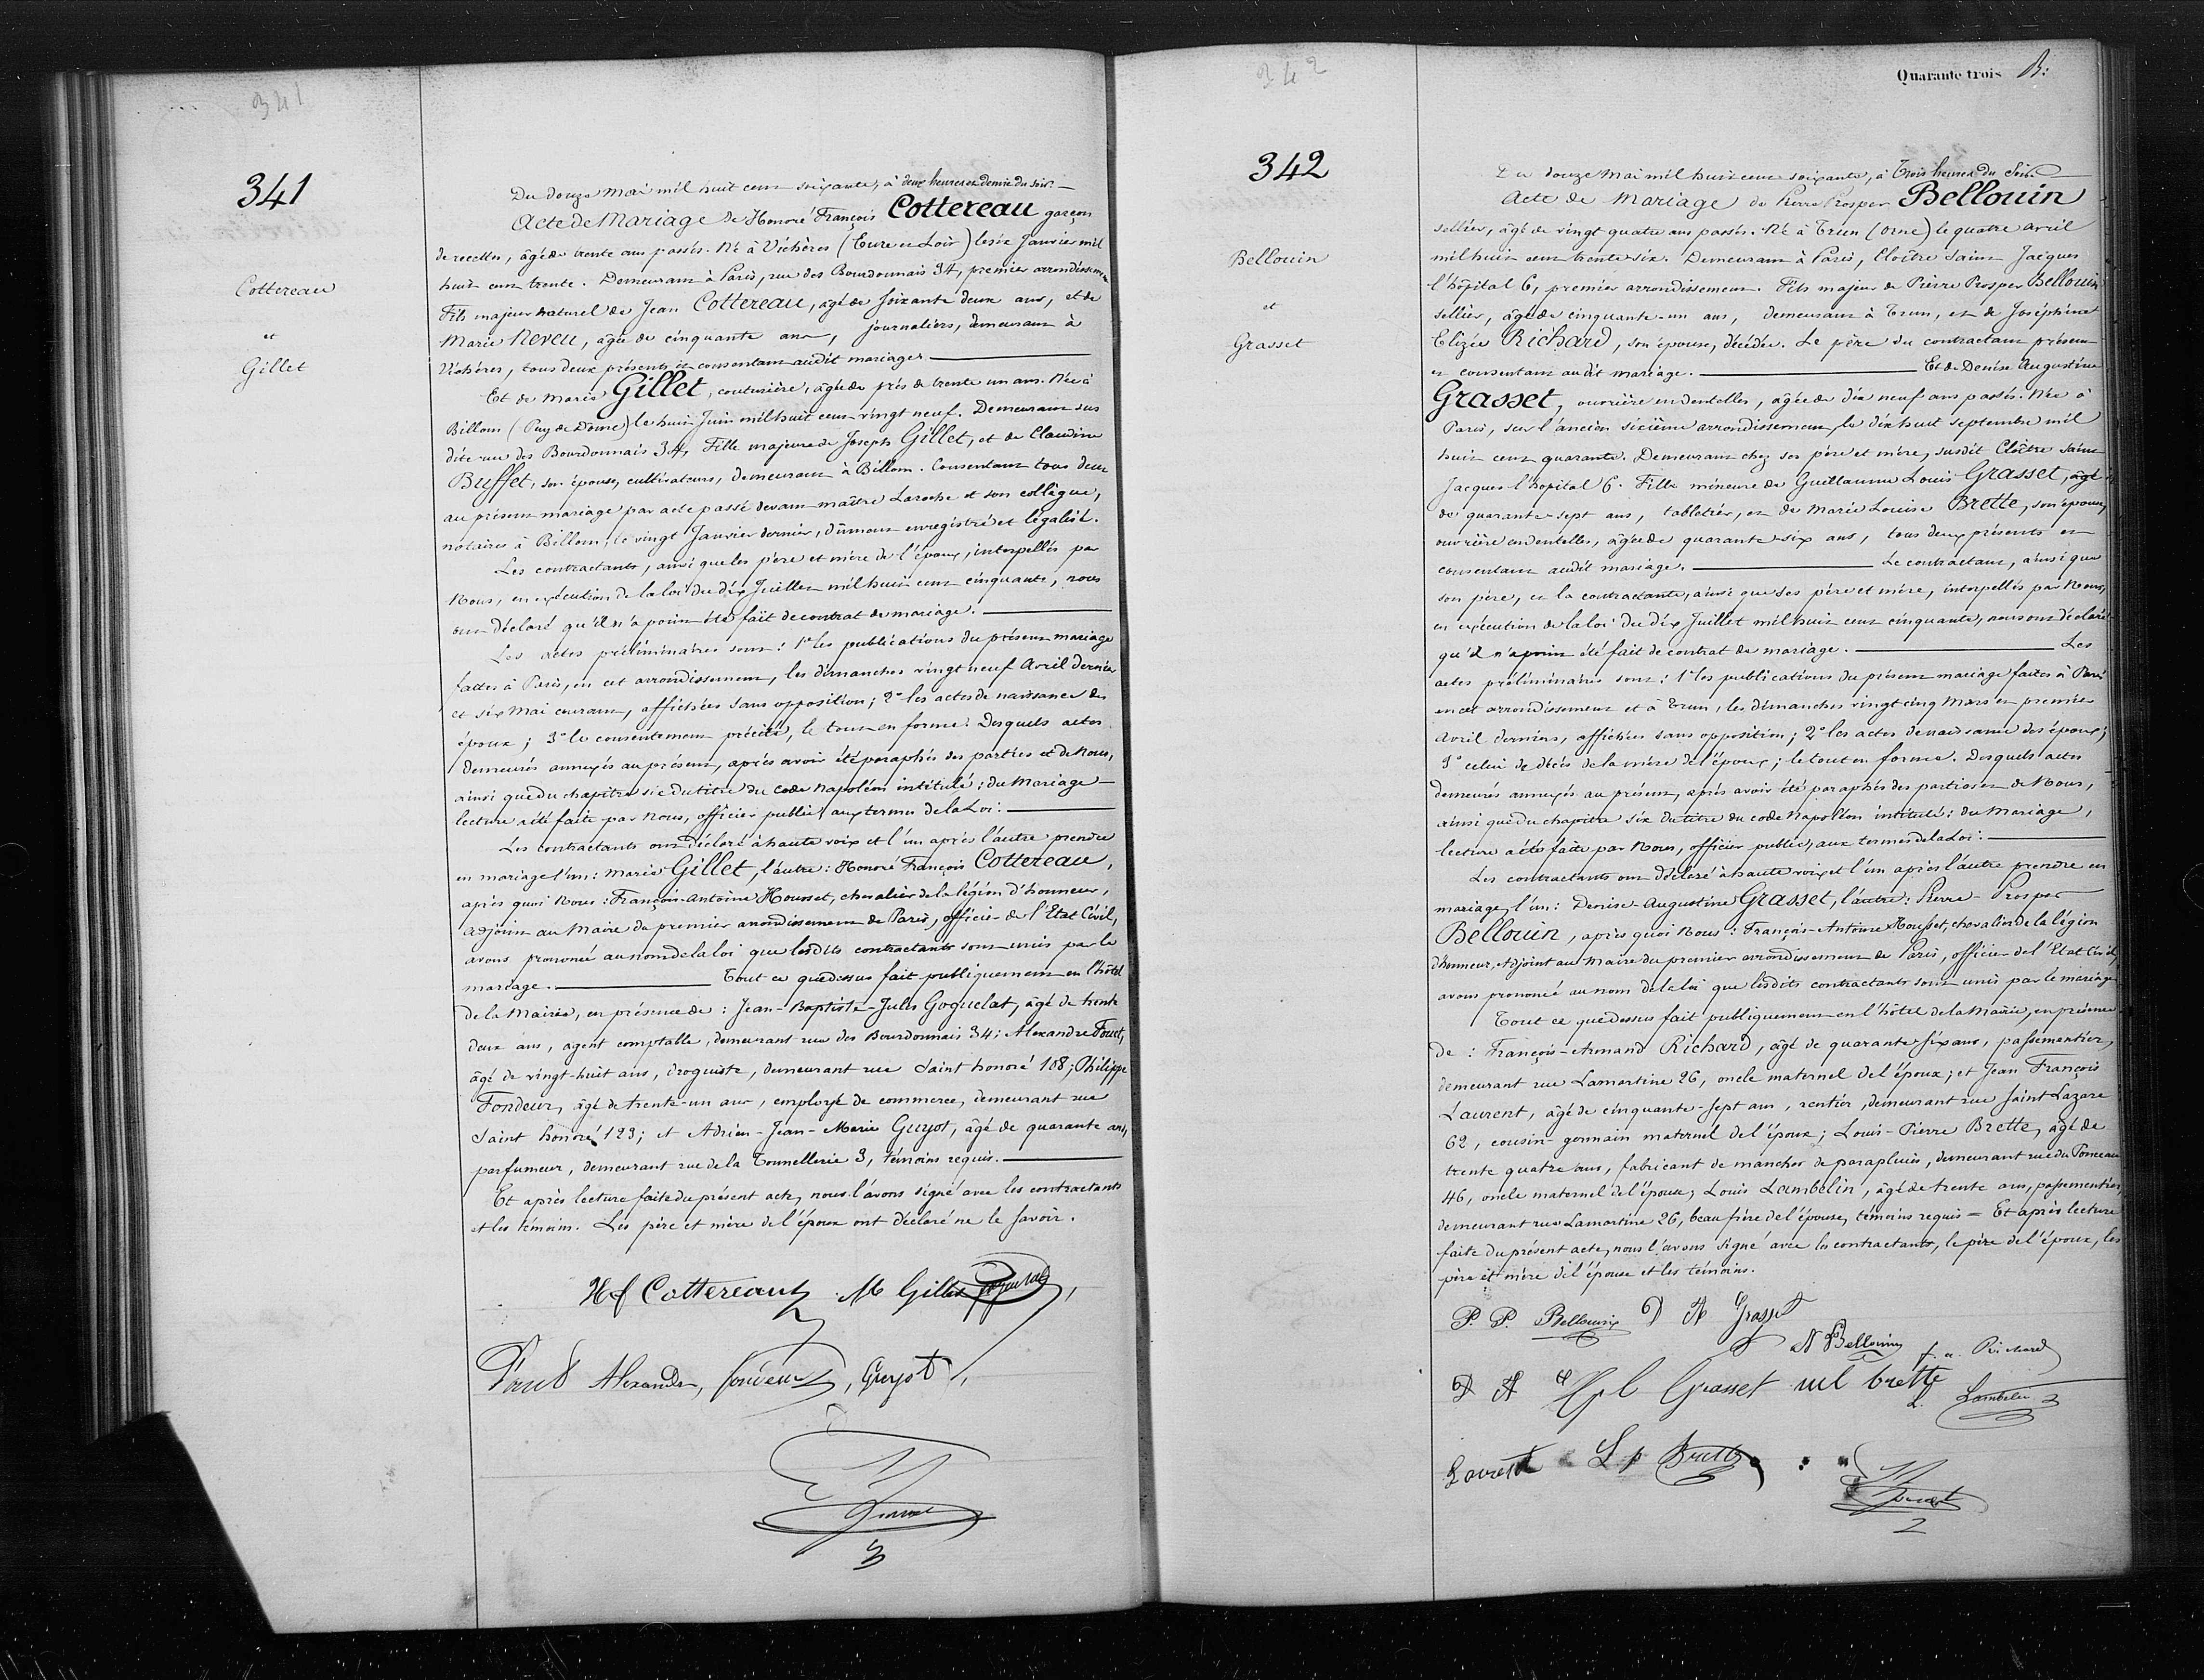 341
341
Cottereau
et
Gillet
Du douze Mai mil huit cent soixante, à deux heures et demie du soir.
Acte de Mariage de Honoré François Cottereau garçon
de recettes, âgé de trente ans passés. Né à Vichères (Eure et Loir) le six Janvier mil
huit cent trente. Demeurant à Paris, rue des Bourdonnais 34, premier arrondissement
Fils majeur naturel de Jean Cottereau, âgé de soixante deux ans, et de
Marie Neveu, âgée de cinquante ans, journaliers, demeurant à
Vichères, tous deux présents et consentant audit mariage.
Et de Marie Gillet, couturière, âgée de près de trente un ans. Née à
Billom (Puy de Dôme) le huit Juin mil huit cent vingt neuf. Demeurant sus
dite rue des Bourdonnais 34. Fille majeure de Joseph Gillet, et de Claudine
Buffet, son épouse, cultivateurs, demeurant à Billom. Consentant tous deux
au présent mariage par acte passé devant maître Laroche et son collègue,
notaires à Billom, le vingt Janvier dernier, dûment enregistré et légalisé.
Les contractants, ainsi que les père et mère de l'époux, interpellés par
Nous, en exécution de la loi du dix Juillet mil huit cent cinquante, nous
ont déclaré qu'il n'a point été fait de contrat de mariage.
Les actes préliminaires sont: 1° les publications du présent mariage
faites à Paris, en cet arrondissement, les dimanches vingt neuf Avril dernier
et six Mai courant, affichées sans opposition; 2° les actes de naissance des
époux; 3° le consentement précité, le tout en forme. Desquels actes
demeurés annexés au présent, après avoir été paraphés des parties et de Nous,
ainsi que du chapitre six du titre du code Napoléon intitulé: du Mariage
lecture a été faite par Nous, officier public, aux termes de la Loi.
Les contractants ont déclaré à haute voix et l'un après l'autre prendre
en mariage l'un: Marie Gillet, l'autre: Honoré François Cottereau,
après quoi Nous: François-Antoine Housset, chevalier de la légion d'honneur,
adjoint au Maire du premier arrondissement de Paris, officier de l'Etat Civil,
avons prononcé au nom de la loi que lesdits contractants sont unis par le
mariage. Tout ce que dessus fait publiquement en l'hôtel
de la Mairie, en présence de: Jean-Baptiste-Jules Goguelat, âgé de trente
deux ans, agent comptable, demeurant rue des Bourdonnais 34; Alexandre Fouet,
âgé de vingt-huit ans, droguiste, demeurant rue Saint honoré 108; Philippe
Fondeur, âgé de trente-un ans, employé de commerce, demeurant rue
Saint honoré 123; et Adrien-Jean-Marie Guyot, âgé de quarante ans,
parfumeur, demeurant rue de la Tonnellerie 3, témoins requis.
Et après lecture faite du présent acte, nous l'avons signé avec les contractants
et les témoins. Les père et mère de l'époux ont déclaré ne le savoir.
Hf Cottereau M Gillet Goguelat
Alexandre, fondeur, Guyot
342
Quarante trois
342
Bellouin
et
Grasset
Du douze Mai mil huit cent soixante, à Trois heures du Soir.
Acte de Mariage de Pierre Prosper Bellouin
sellier, âgé de vingt quatre ans passés. Né à Trun (Orne) le quatre avril
mil huit cent trente six. Demeurant à Paris, Cloître Saint Jacques
l'hôpital 6, premier arrondissement. Fils majeur de Pierre Prosper Bellouin
sellier, âgé de cinquante-un ans, demeurant à Trun, et de Joséphine
Elizée Richard, son épouse, décédée. Le père du contractant présent
et consentant audit mariage. Et de Denise Augustine
Grasset, ouvrière en dentelles, âgée de dix neuf ans passés. Née à
Paris, sur l'ancien sixième arrondissement, le dix huit septembre mil
huit cent quarante. Demeurant chez ses père et mère, susdit Cloître Saint
Jacques l'hôpital 6. Fille mineure de Guillaume Louis Grasset, âgé
de quarante sept ans, tabletier, et de Marie Louise Brette, son épouse,
ouvrière en dentelles, âgée de quarante six ans, tous deux présents et
consentant audit mariage. Le contractant, ainsi que
son père, et la contractante, ainsi que ses père et mère, interpellés par Nous,
en exécution de la loi du dix Juillet mil huit cent cinquante, nous ont déclaré
qu'il n'a point été fait de contrat de mariage. Les
actes préliminaires sont: 1° les publications du présent mariage faites à Paris
en cet arrondissement et à Trun, les dimanches vingt cinq Mars et premier
Avril derniers, affichées sans opposition; 2° les actes de naissance des époux;
3° celui de décès de la mère de l'époux; le tout en forme. Desquels actes
demeurés annexés au présent, après avoir été paraphés des parties et de Nous,
ainsi que du chapitre six du titre du code Napoléon intitulé: du Mariage,
lecture a été faite par Nous, officier public, aux termes de la Loi.
Les contractants ont déclaré à haute voix et l'un après l'autre prendre en
mariage, l'un: Denise-Augustine Grasset, l'autre: Pierre-Prosper
Bellouin, après quoi Nous: François-Antoine Housset, chevalier de la légion
d'honneur, Adjoint au Maire du premier arrondissement de Paris, officier de l'Etat Civil,
avons prononcé au nom de la loi que lesdits contractants sont unis par le mariage.
Tout ce que dessus fait publiquement en l'hôtel de la Mairie, en présence
de: François-Armand Richard, âgé de quarante six ans, passementier,
demeurant rue Lamartine 26, oncle maternel de l'époux; et Jean François
Laurent, âgé de cinquante-sept ans, rentier, demeurant rue Saint Lazare
62, cousin-germain maternel de l'époux; Louis-Pierre Brette, âgé de
trente quatre ans, fabricant de manches de parapluies, demeurant rue du Ponceau
46, oncle maternel de l'épouse; Louis Lambelin, âgé de trente ans, passementier,
demeurant rue Lamartine 26, beau frère de l'épouse, témoins requis = Et après lecture
faite du présent acte, nous l'avons signé avec les contractants, le père de l'époux, les
père et mère de l'épouse et les témoins.
P. P. Bellouin D A Grasset
Bellouin f. a. Richard
Grasset ml brette
L. Lambelin
Laurent L p Brette
Housset